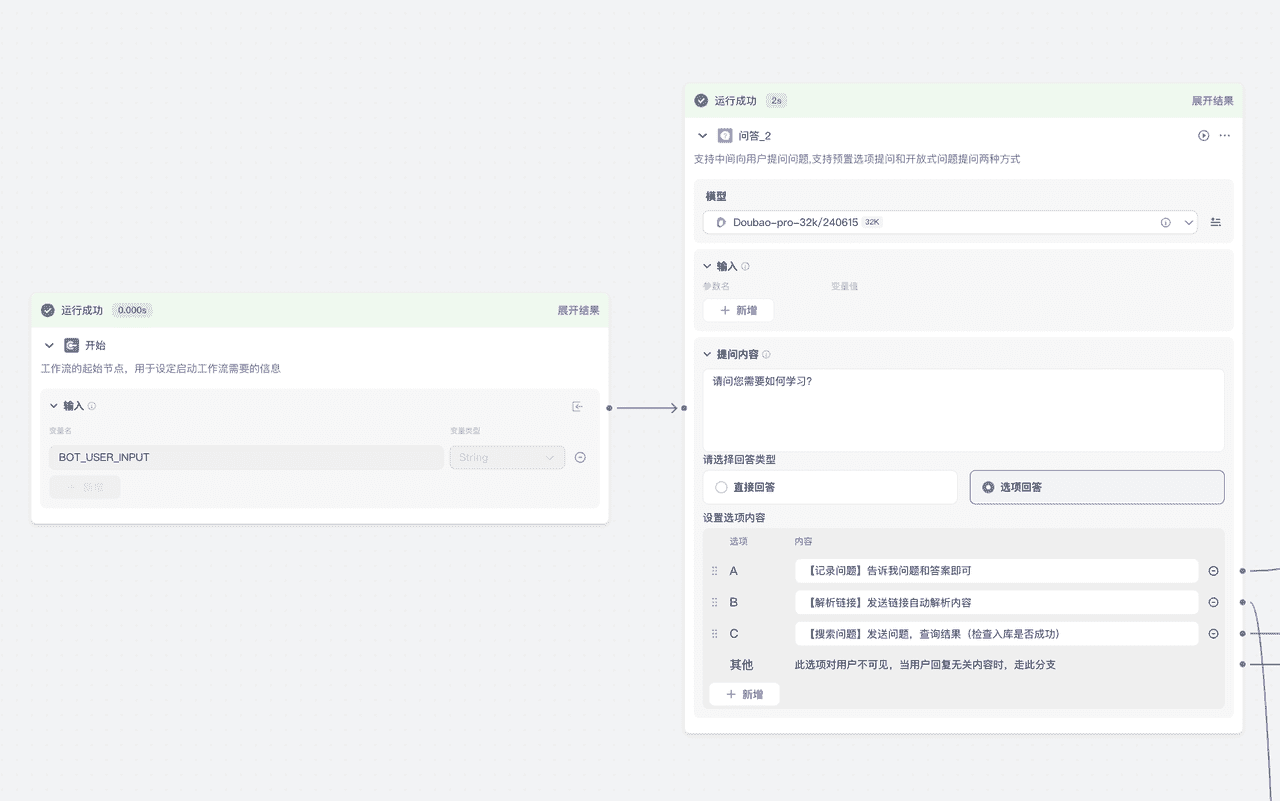 运行成功 0.000s 展开结果
开始
工作流的起始节点，用于设定启动工作流需要的信息
输入
变量名 变量类型
BOT_USER_INPUT String
+ 新增
运行成功 2s 展开结果
问答_2
支持中间向用户提问问题,支持预置选项提问和开放式问题提问两种方式
模型
Doubao-pro-32k/240615 32K
输入
参数名 变量值
+ 新增
提问内容
请问您需要如何学习?
请选择回答类型
直接回答 选项回答
设置选项内容
选项 内容
A 【记录问题】告诉我问题和答案即可
B 【解析链接】发送链接自动解析内容
C 【搜索问题】发送问题，查询结果（检查入库是否成功）
其他 此选项对用户不可见，当用户回复无关内容时，走此分支
+ 新增